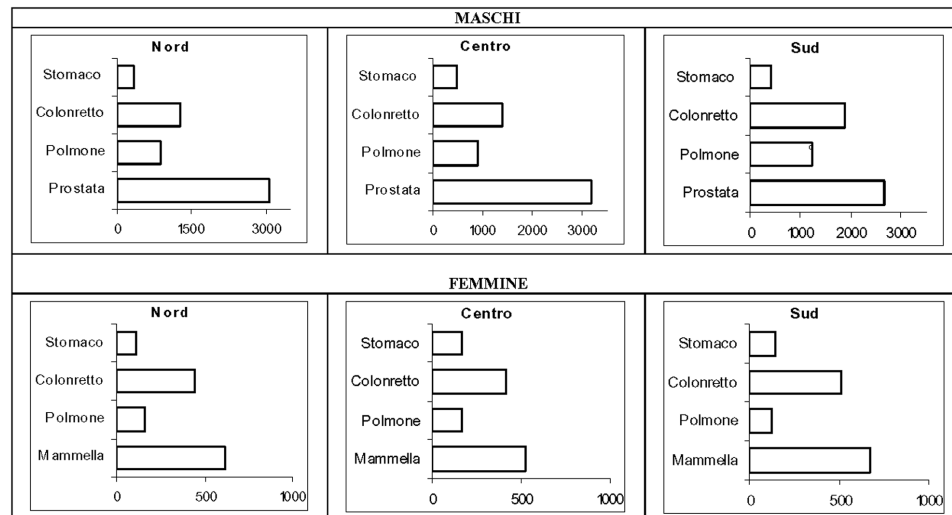 MASCHI
Nord
Stomaco
Colonretto
Polmone
Prostata
0 1500 3000
Centro
Stomaco
Colonretto
Polmone
Prostata
0 1000 2000 3000
Sud
Stomaco
Colonretto
Polmone
Prostata
0 1000 2000 3000
FEMMINE
Nord
Stomaco
Colonretto
Polmone
Mammella
0 500 1000
Centro
Stomaco
Colonretto
Polmone
Mammella
0 500 1000
Sud
Stomaco
Colonretto
Polmone
Mammella
0 500 1000